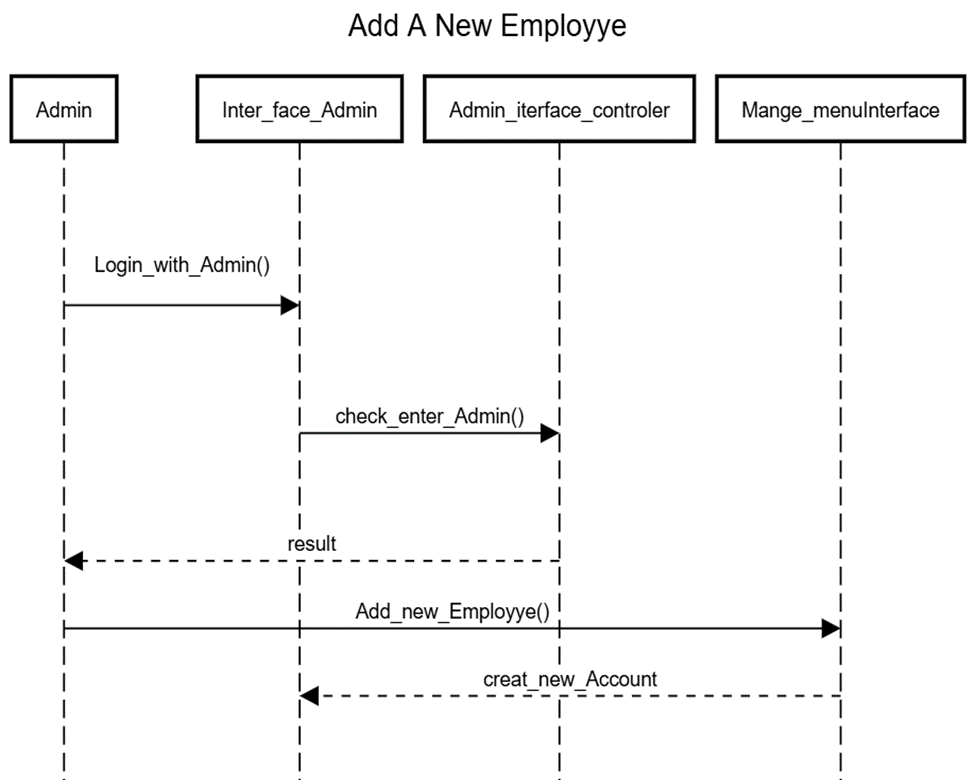 Add A New Employye
Admin
Inter_face_Admin
Admin_iterface_controler
Mange_menuInterface
Login_with_Admin()
check_enter_Admin()
result
Add_new_Employye()
creat_new_Account